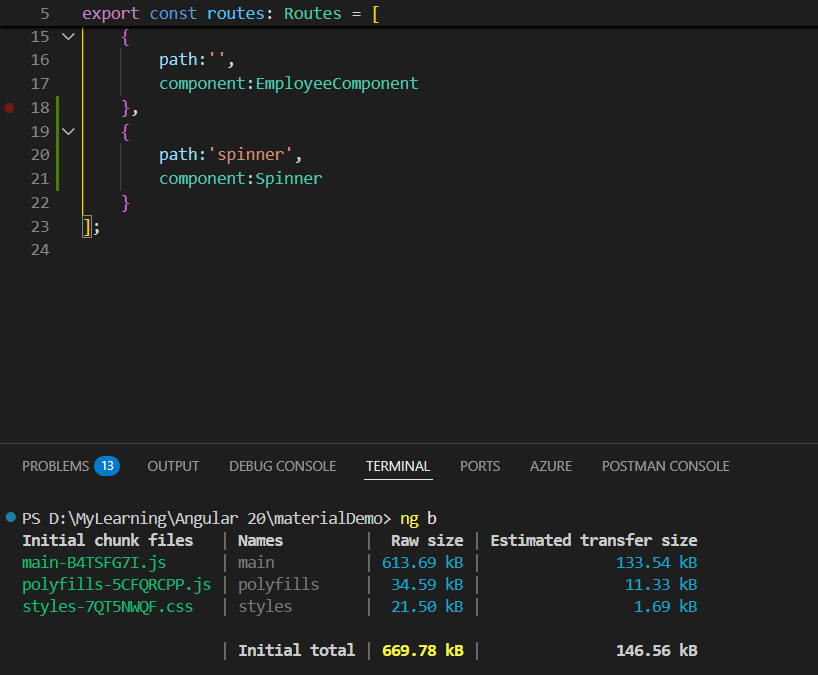 5 export const routes: Routes = [
15 {
16 path:'',
17 component:EmployeeComponent
18 },
19 {
20 path:'spinner',
21 component:Spinner
22 }
23 ];
24
PROBLEMS 13 OUTPUT DEBUG CONSOLE TERMINAL PORTS AZURE POSTMAN CONSOLE
PS D:\MyLearning\Angular 20\materialDemo> ng b
Initial chunk files | Names | Raw size | Estimated transfer size
main-B4TSFG7I.js | main | 613.69 kB | 133.54 kB
polyfills-5CFQRCPP.js | polyfills | 34.59 kB | 11.33 kB
styles-7QT5NWQF.css | styles | 21.50 kB | 1.69 kB
| Initial total | 669.78 kB | 146.56 kB